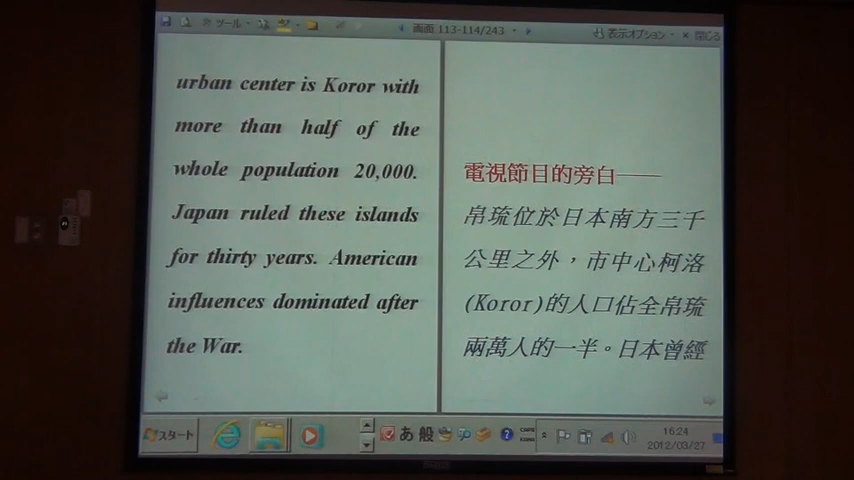 ツール
画面 113-114/243
表示オプション
閉じる
urban center is Koror with
more than half of the
whole population 20,000.
Japan ruled these islands
for thirty years. American
influences dominated after
the War.
電視節目的旁白——
帛琉位於日本南方三千
公里之外，市中心柯洛
(Koror)的人口佔全帛琉
兩萬人的一半。日本曾經
スタート
あ 般
16:24
2012/03/27